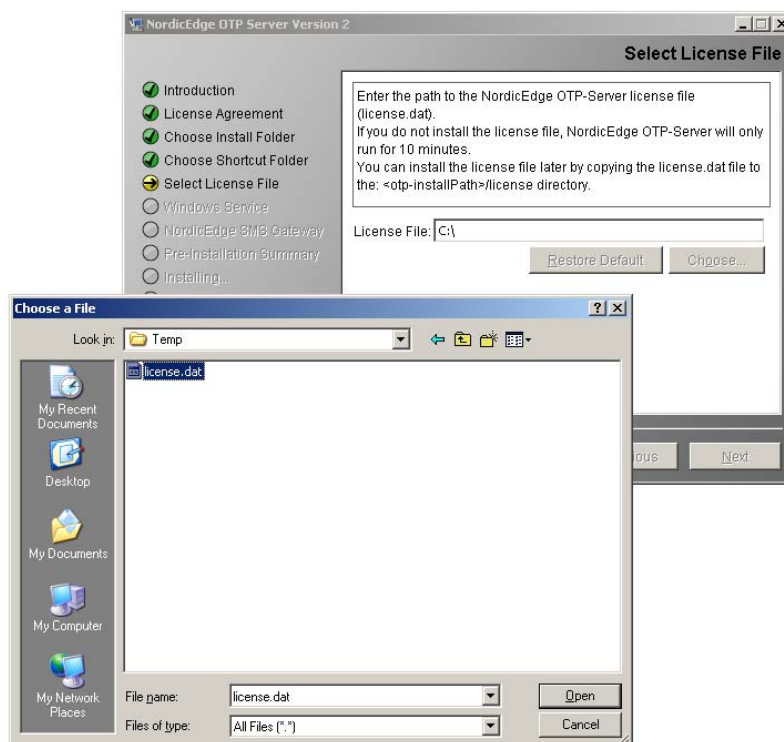 NordicEdge OTP Server Version 2
Select License File
Introduction
License Agreement
Choose Install Folder
Choose Shortcut Folder
Select License File
Windows Service
NordicEdge SMS Gateway
Pre-Installation Summary
Installing...
Enter the path to the NordicEdge OTP-Server license file
(license.dat).
If you do not install the license file, NordicEdge OTP-Server will only
run for 10 minutes.
You can install the license file later by copying the license.dat file to
the: <otp-installPath>/license directory.
License File: C:\
Restore Default
Choose...
ious
Next
Choose a File
Look in: Temp
license.dat
My Recent
Documents
Desktop
My Documents
My Computer
My Network
Places
File name: license.dat
Open
Files of type: All Files (*.*)
Cancel